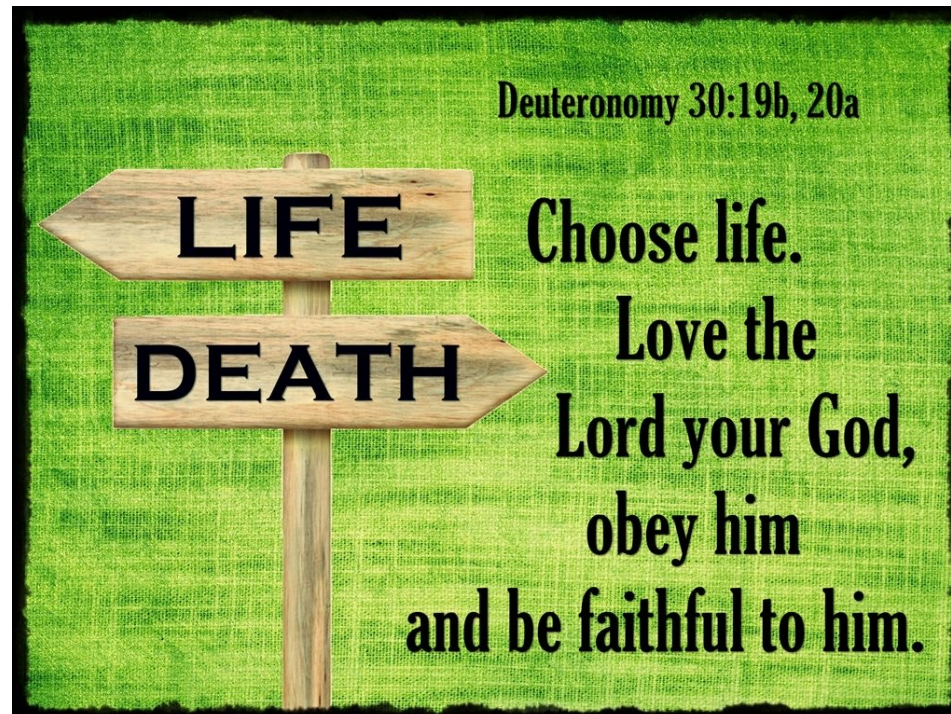 Deuteronomy 30:19b, 20a
LIFE
DEATH
Choose life.
Love the
Lord your God,
obey him
and be faithful to him.